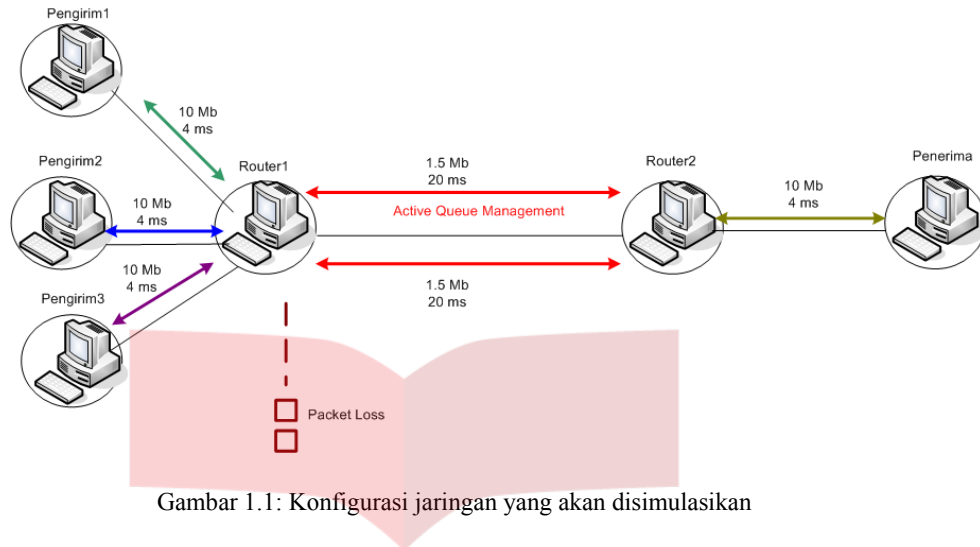 Pengirim1
10 Mb
4 ms
Pengirim2
10 Mb
4 ms
Pengirim3
10 Mb
4 ms
Router1
1.5 Mb
20 ms
Active Queue Management
1.5 Mb
20 ms
Router2
10 Mb
4 ms
Penerima
Packet Loss
Gambar 1.1: Konfigurasi jaringan yang akan disimulasikan